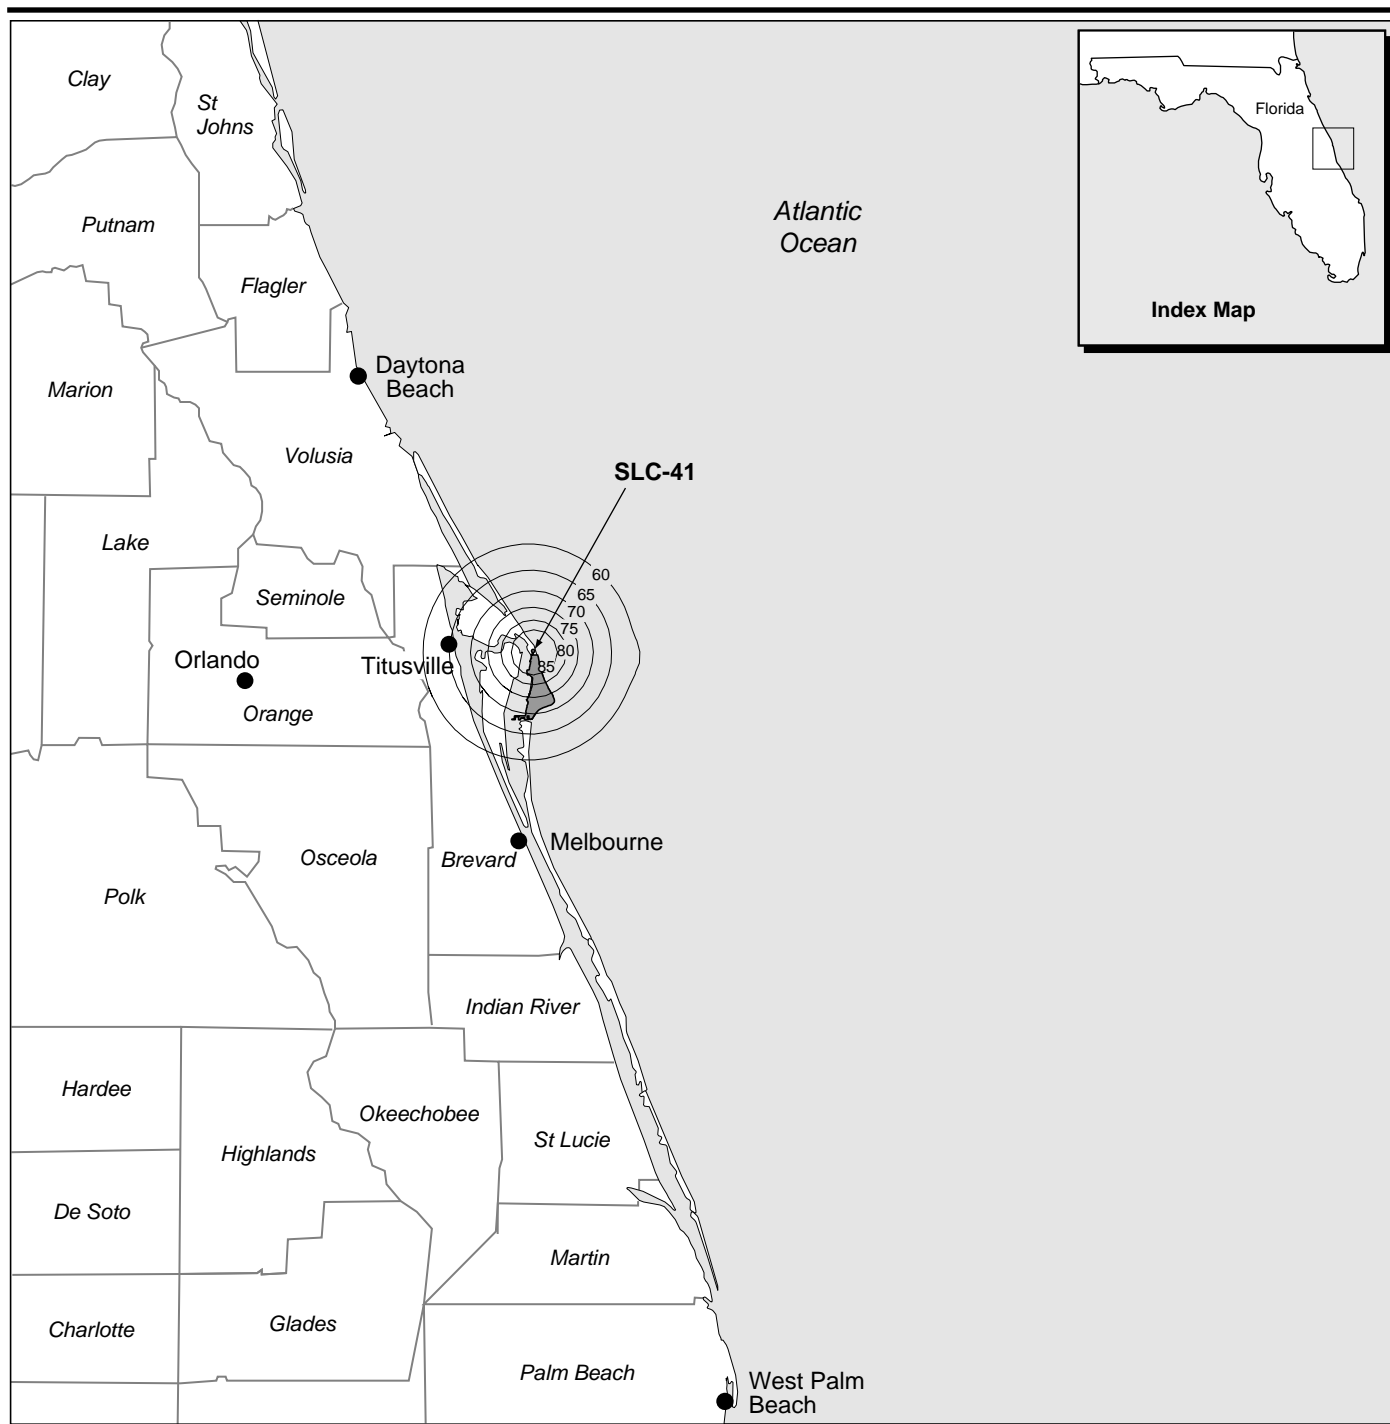 Clay
St
Johns
Florida
Atlantic
Ocean
Putnam
Flagler
Index Map
Daytona
Beach
Marion
Volusia
SLC-41
Lake
60
65
Seminole
70
75
80
Orlando
Titusville
85
Orange
Melbourne
Osceola
Brevard
Polk
Indian River
Hardee
Okeechobee
St Lucie
Highlands
De Soto
Martin
Glades
Charlotte
Palm Beach
West Palm
Beach